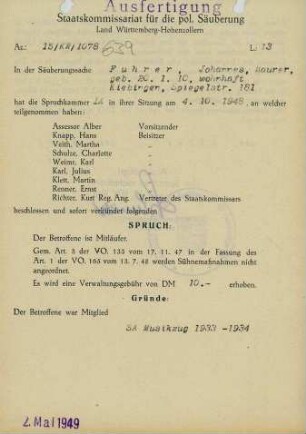 Ausfertigung
Staatskommissariat für die pol. Säuberung
Land Württemberg-Hohenzollern
Az: 15/KR/1078 639
L 13
In der Säuberungssache Fuhrer, Johannes, Maurer,
geb. 20. 1. 10, wohnhaft
Kiebingen, Spiegelstr. 181
hat die Spruchkammer in ihrer Sitzung am 4. 10. 1948, an welcher
teilgenommen haben:
Assessor Alber Vorsitzender
Knapp, Hans Beisitzer
Veith, Martha "
Schulze, Charlotte "
Weimr, Karl "
Karl, Julius "
Klett, Martin "
Renner, Ernst "
Richter, Kurt Reg. Ang. Vertreter des Staatskommissars
beschlossen und sofort verkündet folgenden
SPRUCH:
Der Betroffene ist Mitläufer.
Gem. Art. 3 der VO. 133 vom 17. 11. 47 in der Fassung des
Art. 1 der VO. 165 vom 13. 7. 48 werden Sühnemaßnahmen nicht
angeordnet.
Es wird eine Verwaltungsgebühr von DM 10.- erhoben.
Gründe:
Der Betroffene war Mitglied
SA Musikzug 1933 -1934
2. Mai 1949